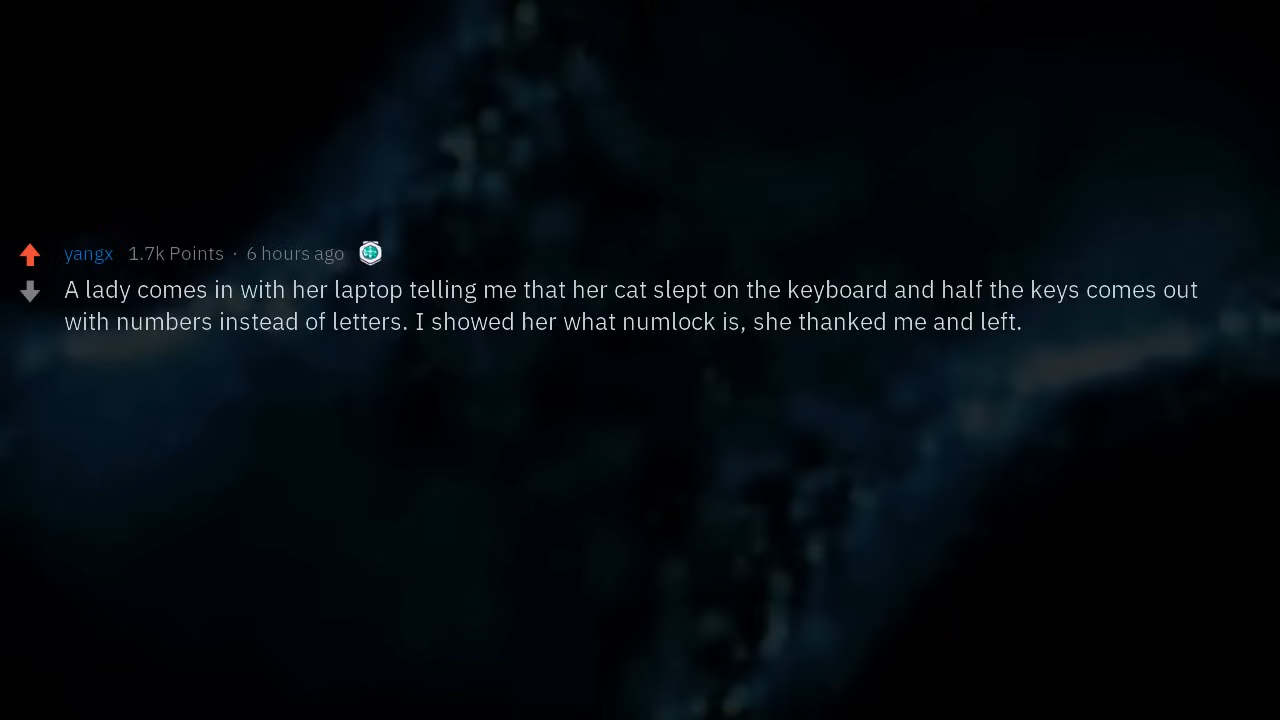 yangx 1.7k Points · 6 hours ago
A lady comes in with her laptop telling me that her cat slept on the keyboard and half the keys comes out
with numbers instead of letters. I showed her what numlock is, she thanked me and left.